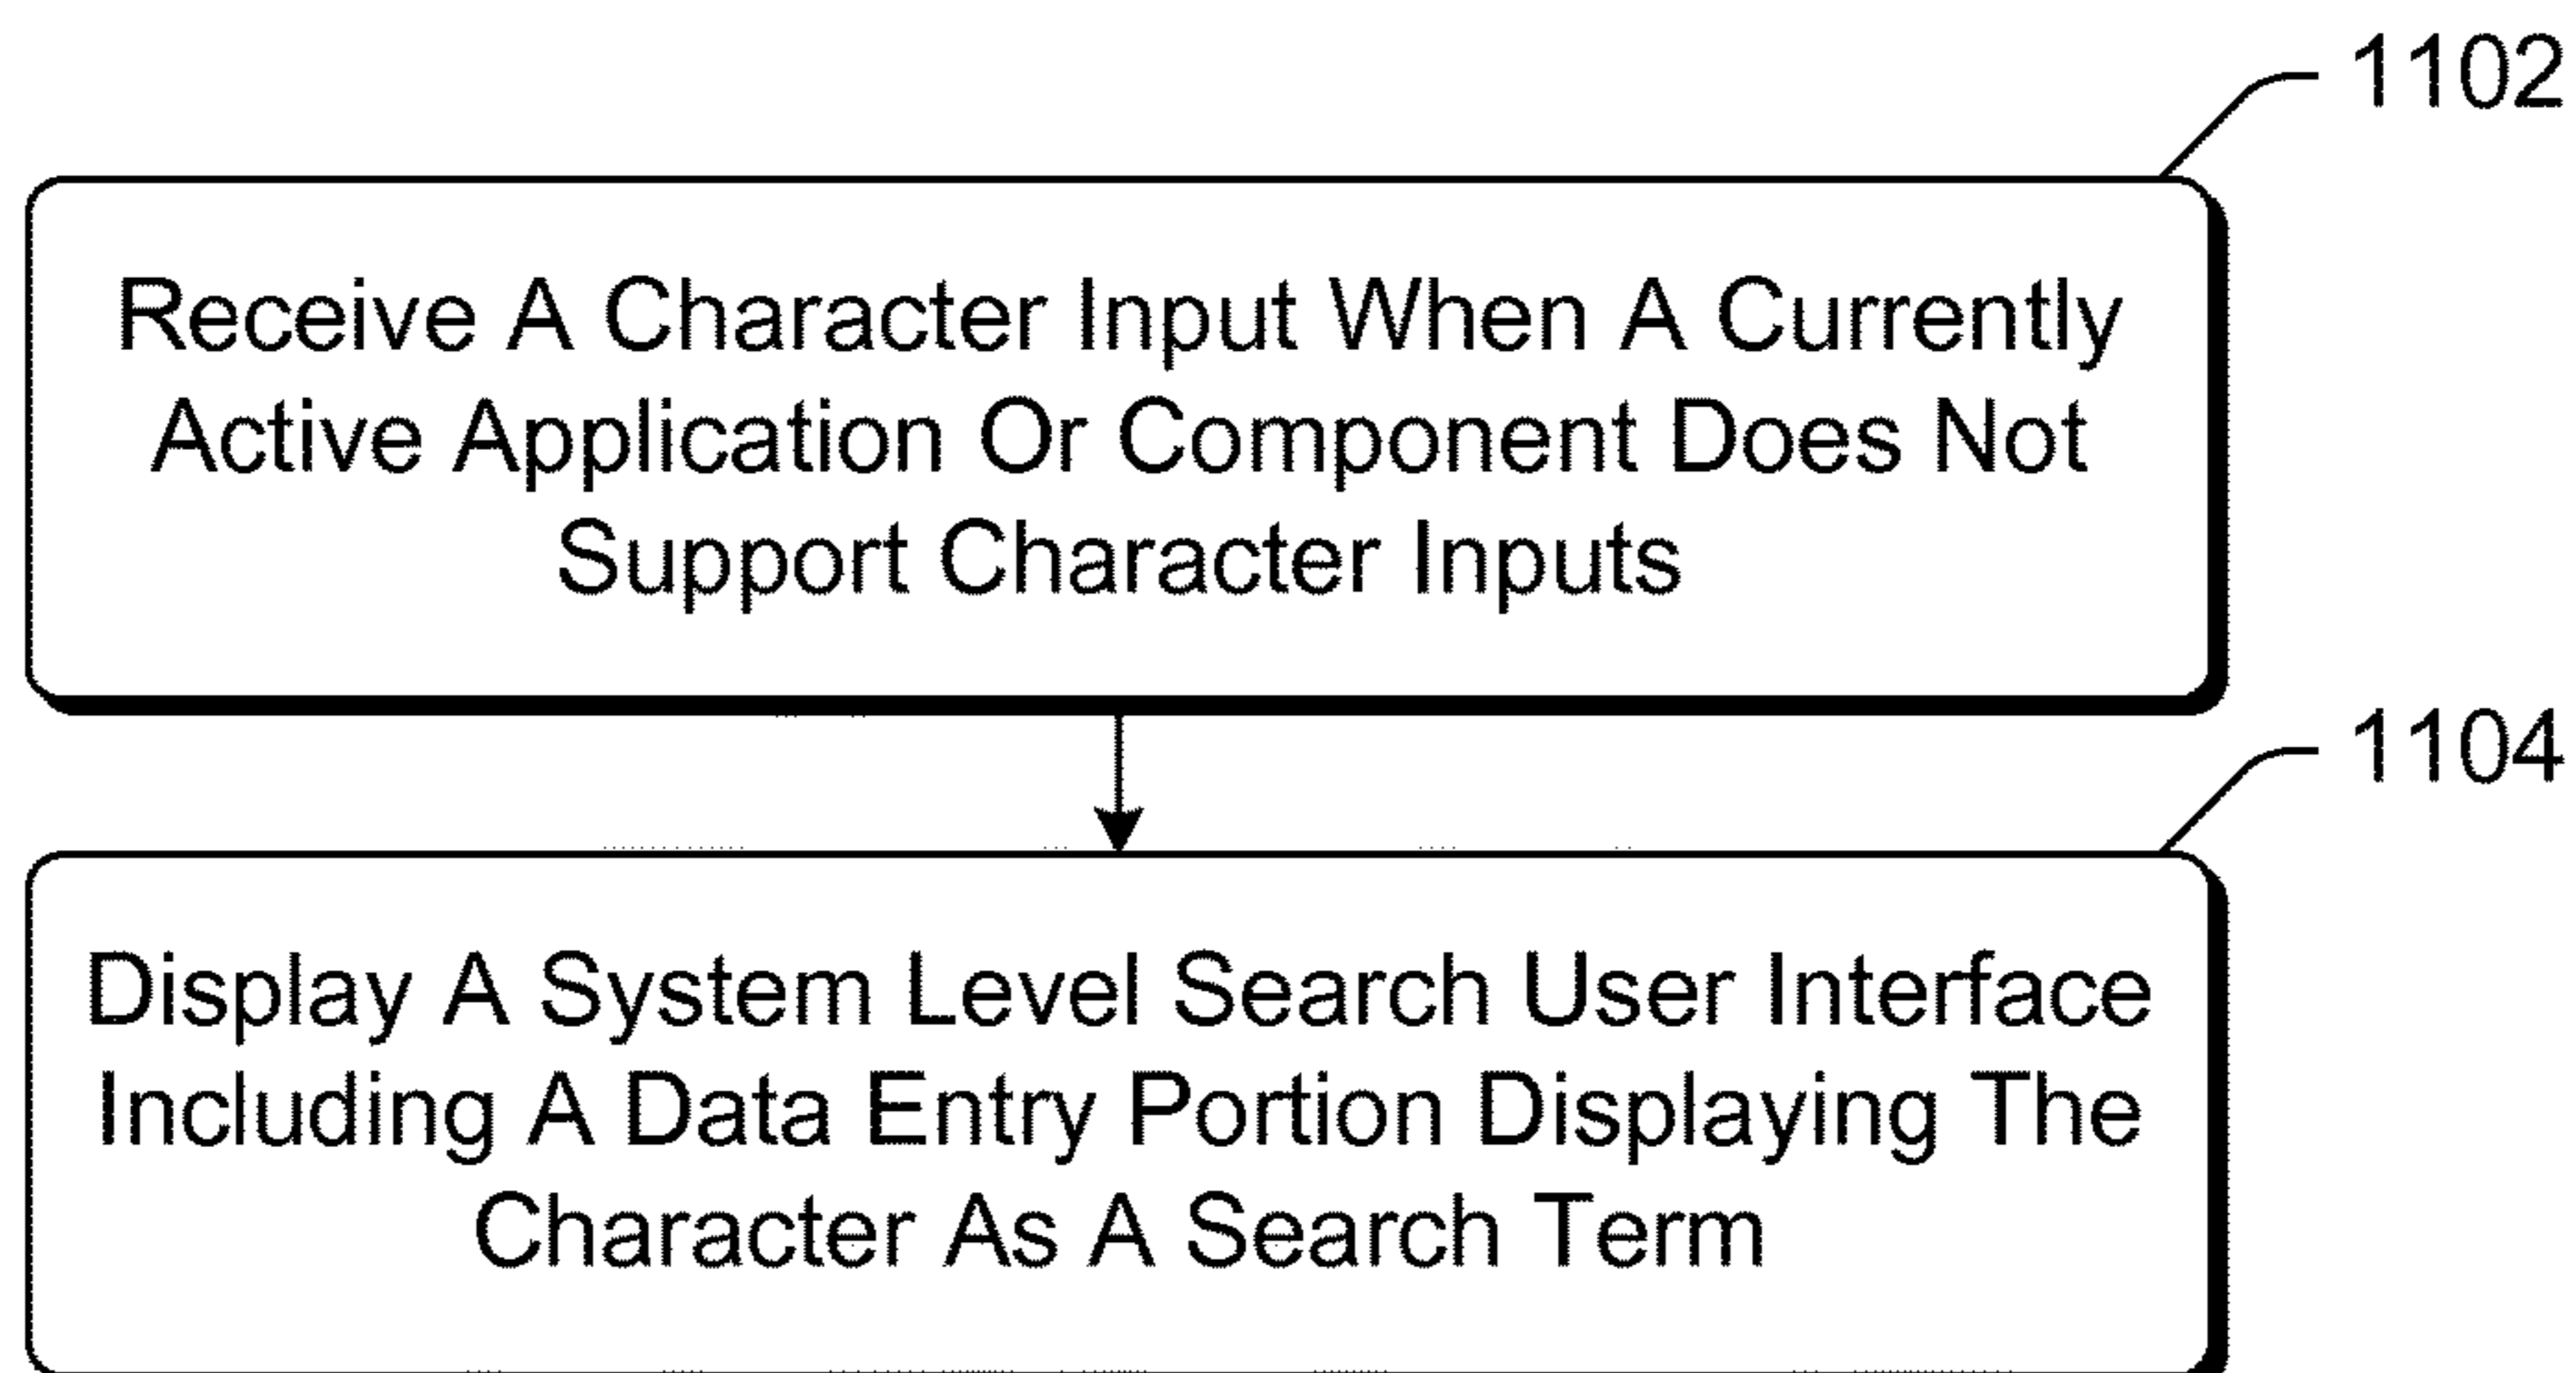 1102
Receive A Character Input When A Currently
Active Application Or Component Does Not
Support Character Inputs
1104
Display A System Level Search User Interface
Including A Data Entry Portion Displaying The
Character As A Search Term